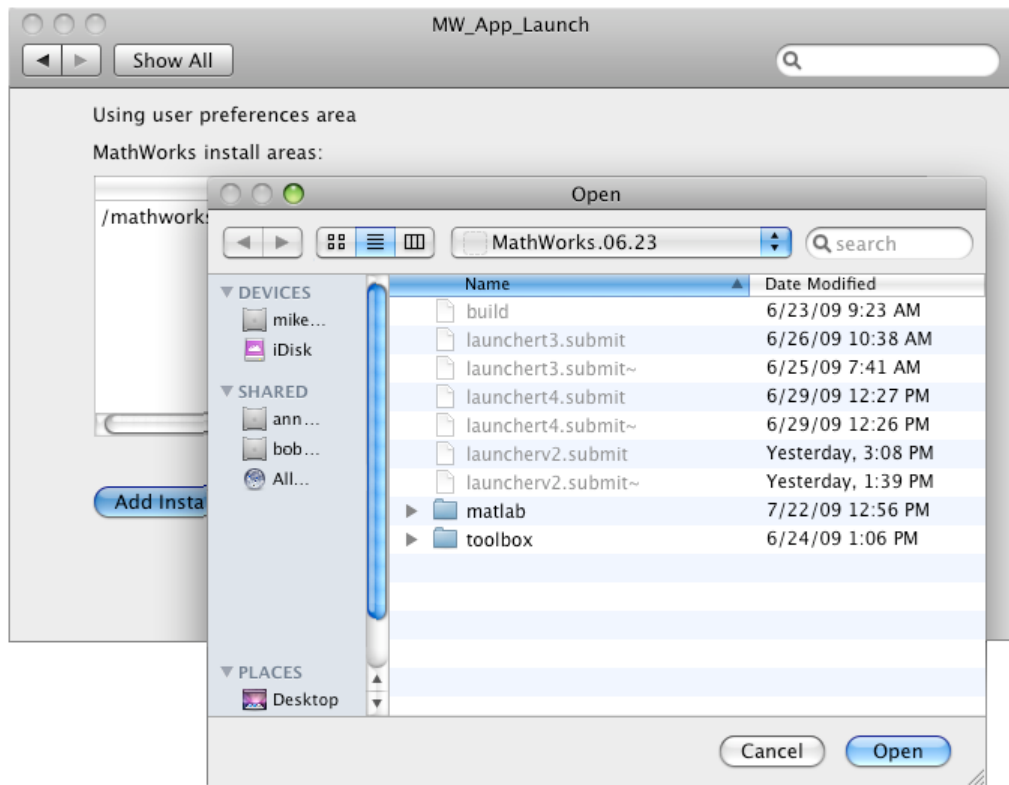 MW_App_Launch
Show All
Using user preferences area
MathWorks install areas:
/mathworks
Add Insta
Open
MathWorks.06.23
search
DEVICES
mike...
iDisk
SHARED
ann...
bob...
All...
PLACES
Desktop
Name Date Modified
build 6/23/09 9:23 AM
launchert3.submit 6/26/09 10:38 AM
launchert3.submit~ 6/25/09 7:41 AM
launchert4.submit 6/29/09 12:27 PM
launchert4.submit~ 6/29/09 12:26 PM
launcherv2.submit Yesterday, 3:08 PM
launcherv2.submit~ Yesterday, 1:39 PM
matlab 7/22/09 12:56 PM
toolbox 6/24/09 1:06 PM
Cancel Open